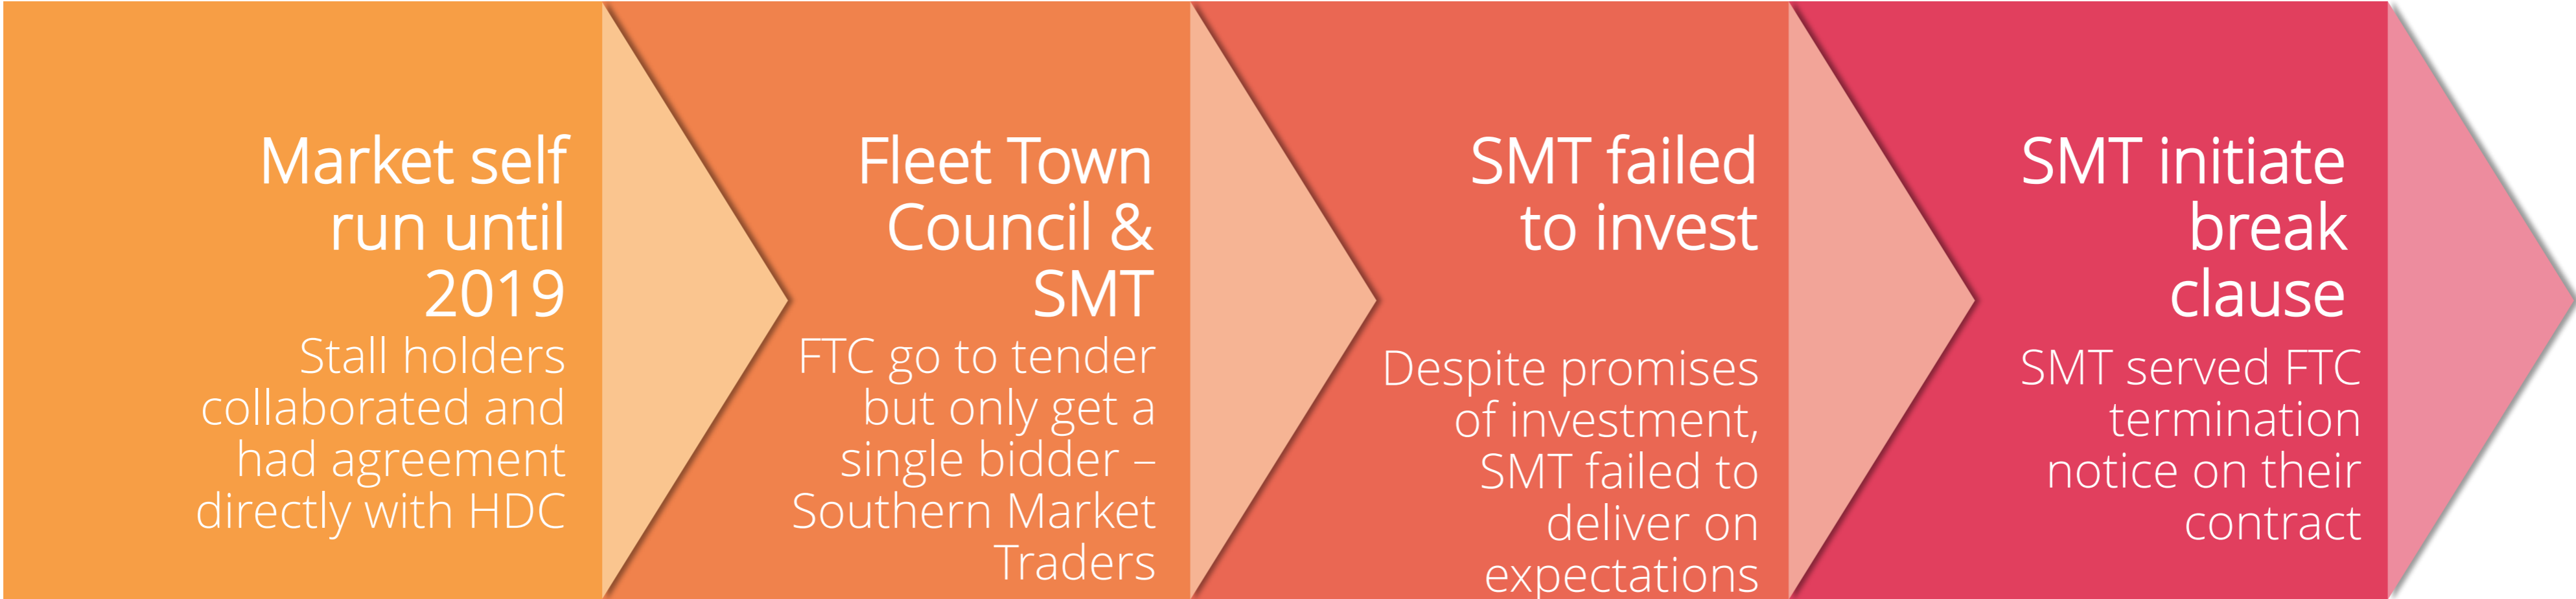 Market self
run until
2019
Stall holders
collaborated and
had agreement
directly with HDC
Fleet Town
Council &
SMT
FTC go to tender
but only get a
single bidder –
Southern Market
Traders
SMT failed
to invest
Despite promises
of investment,
SMT failed to
deliver on
expectations
SMT initiate
break
clause
SMT served FTC
termination
notice on their
contract